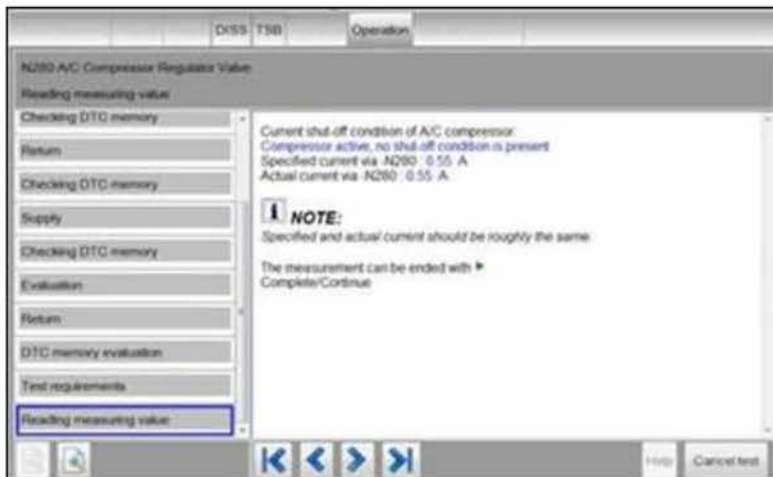 DISS TSB Operation
N280 A/C Compressor Regulator Valve
Reading measuring value
Checking DTC memory
Return
Checking DTC memory
Supply
Checking DTC memory
Evaluation
Return
DTC memory evaluation
Test requirements
Reading measuring value
Current shut-off condition of A/C compressor
Compressor active, no shut-off condition is present
Specified current via -N280 : 0.55 A
Actual current via -N280 : 0.55 A
i NOTE:
Specified and actual current should be roughly the same.
The measurement can be ended with
Complete/Continue
Help Cancel test